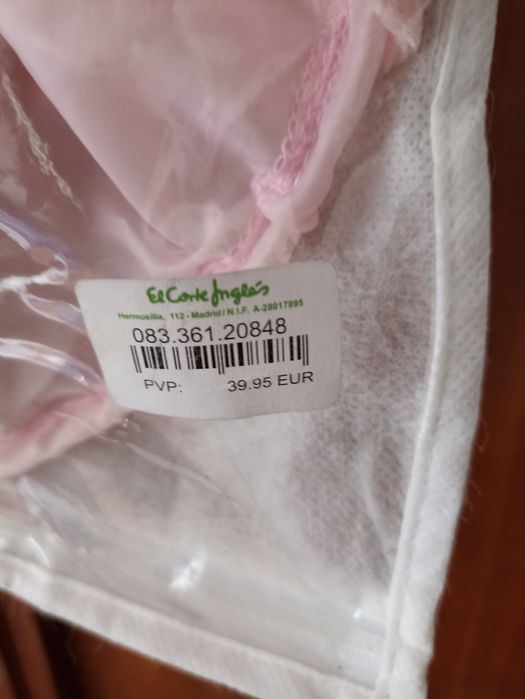 El Corte Inglés
Hermosilla, 112 - Madrid / N.I.F. A-28017895
083.361.20848
PVP: 39.95 EUR